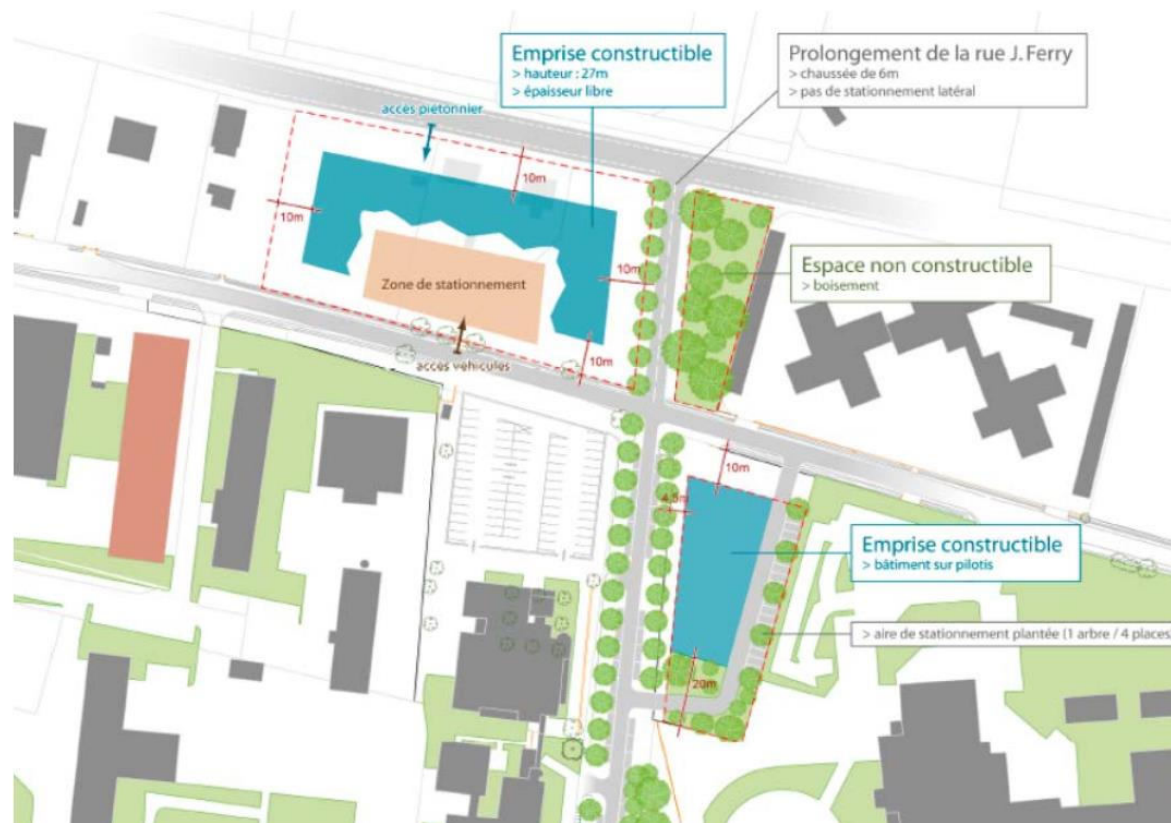 Emprise constructible
> hauteur : 27m
> épaisseur libre
Prolongement de la rue J. Ferry
> chaussée de 6m
> pas de stationnement latéral
accès piétonnier
10m
10m
10m
Espace non constructible
> boisement
Zone de stationnement
10m
accès véhicules
10m
4,5m
Emprise constructible
> bâtiment sur pilotis
> aire de stationnement plantée (1 arbre / 4 places
20m